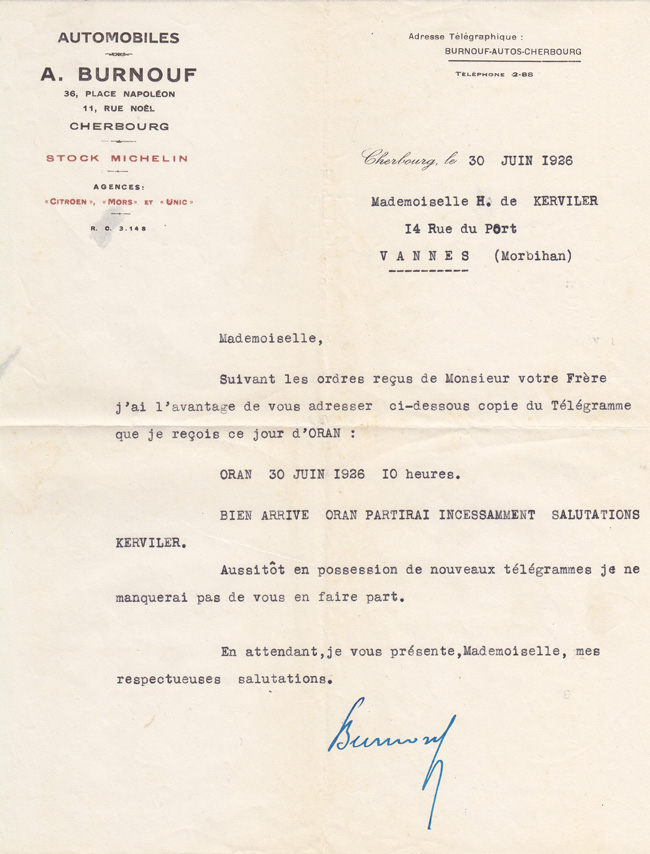 AUTOMOBILES
A. BURNOUF
36, PLACE NAPOLÉON
11, RUE NOËL
CHERBOURG
STOCK MICHELIN
AGENCES:
"CITROEN", "MORS" ET "UNIC"
R. C. 3.148
Adresse Télégraphique :
BURNOUF-AUTOS-CHERBOURG
TÉLÉPHONE 2-88
Cherbourg, le 30 JUIN 1926
Mademoiselle H. de KERVILER
14 Rue du Port
VANNES (Morbihan)
Mademoiselle,
Suivant les ordres reçus de Monsieur votre Frère
j'ai l'avantage de vous adresser ci-dessous copie du Télégramme
que je reçois ce jour d'ORAN :
ORAN 30 JUIN 1926 10 heures.
BIEN ARRIVE ORAN PARTIRAI INCESSAMMENT SALUTATIONS
KERVILER.
Aussitôt en possession de nouveaux télégrammes je ne
manquerai pas de vous en faire part.
En attendant,je vous présente,Mademoiselle, mes
respectueuses salutations.
Burnouf